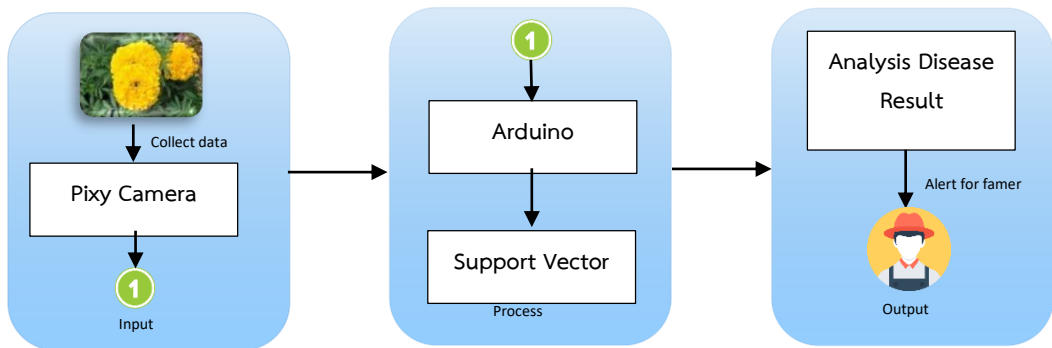 Collect data
Pixy Camera
1
Input
1
Arduino
Support Vector
Process
Analysis Disease
Result
Alert for famer
Output